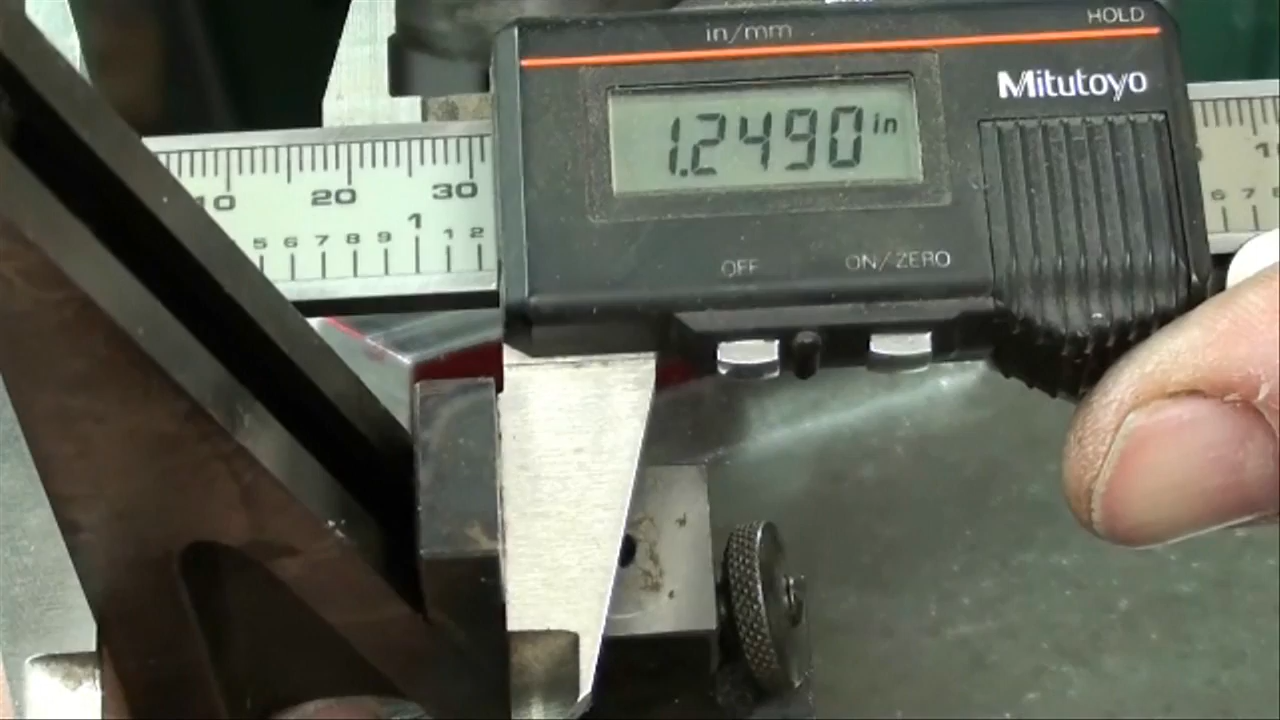 in/mm HOLD
Mitutoyo
1.2490 in
OFF ON/ZERO
10 20 30
5 6 7 8 9 1 1 2
6 7